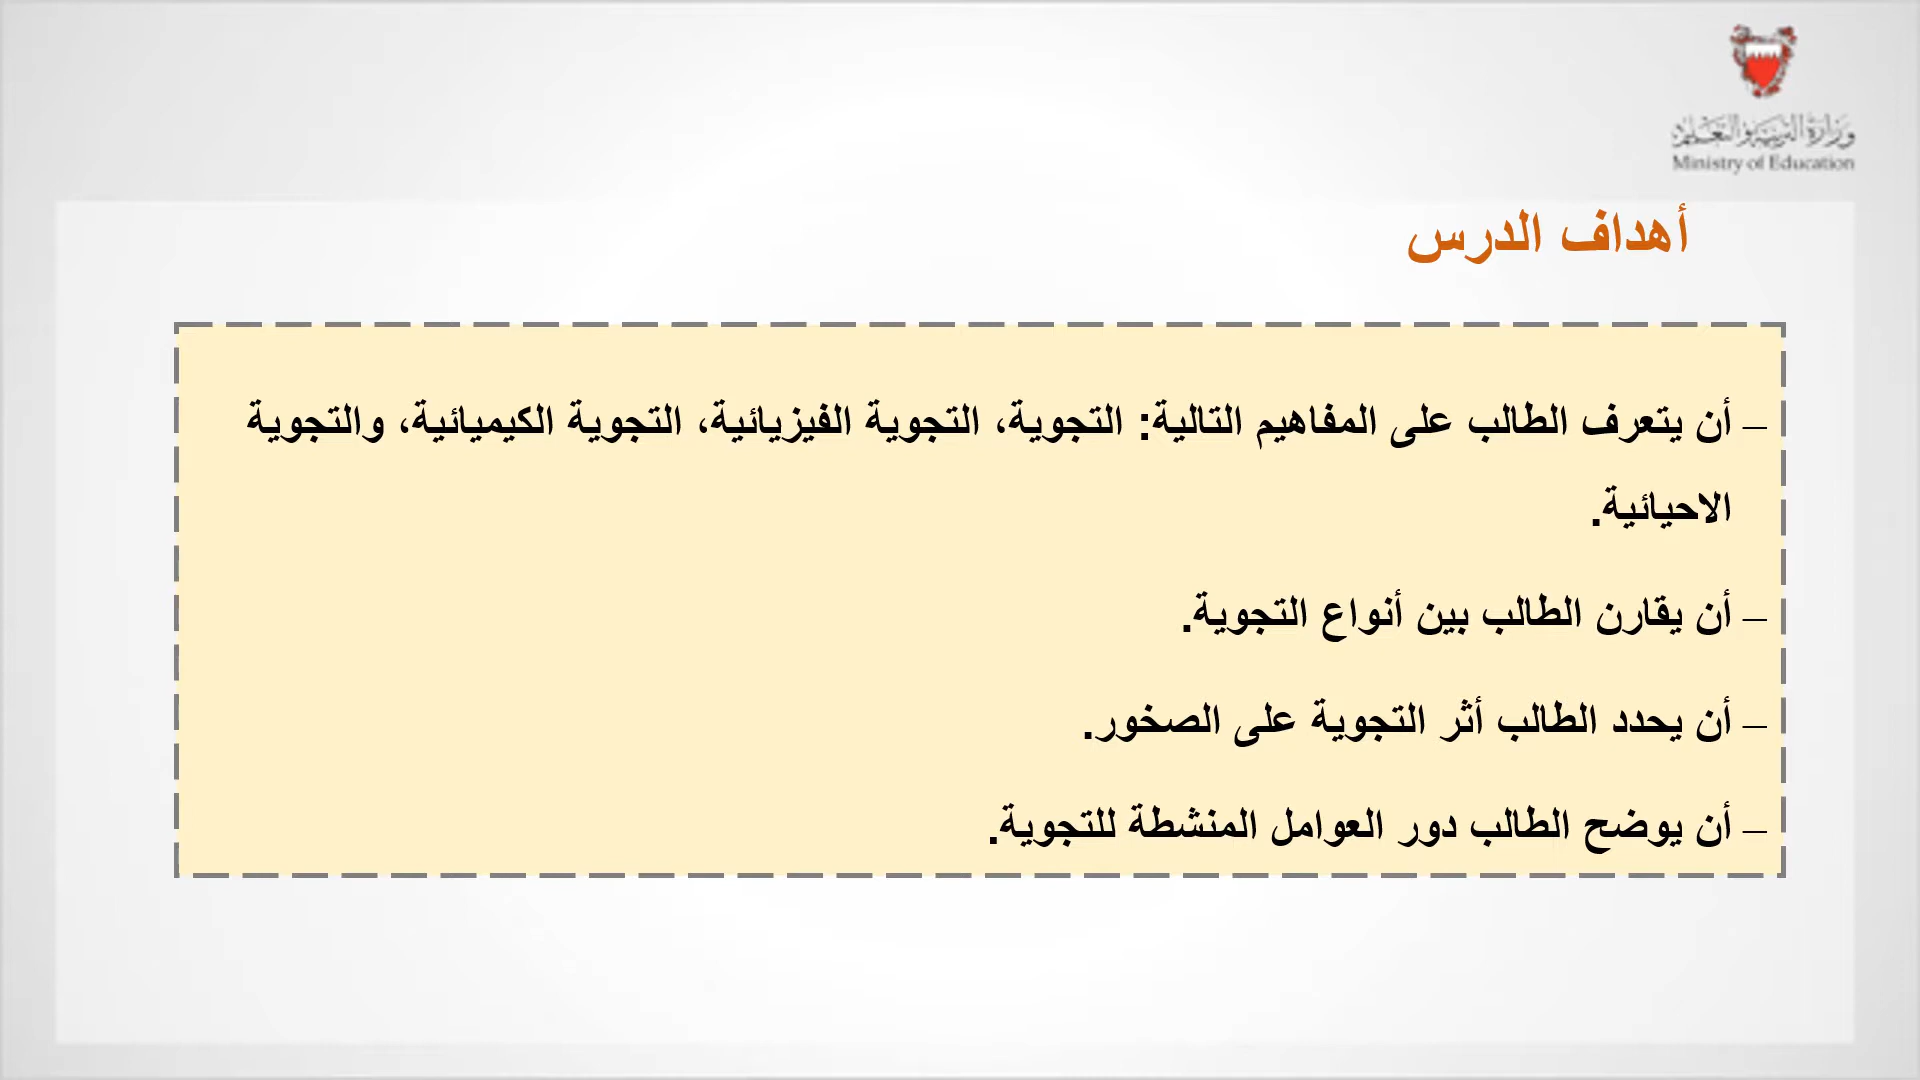 وزارة التربية والتعليم
Ministry of Education
أهداف الدرس
– أن يتعرف الطالب على المفاهيم التالية: التجوية، التجوية الفيزيائية، التجوية الكيميائية، والتجوية
الاحيائية.
– أن يقارن الطالب بين أنواع التجوية.
– أن يحدد الطالب أثر التجوية على الصخور.
– أن يوضح الطالب دور العوامل المنشطة للتجوية.